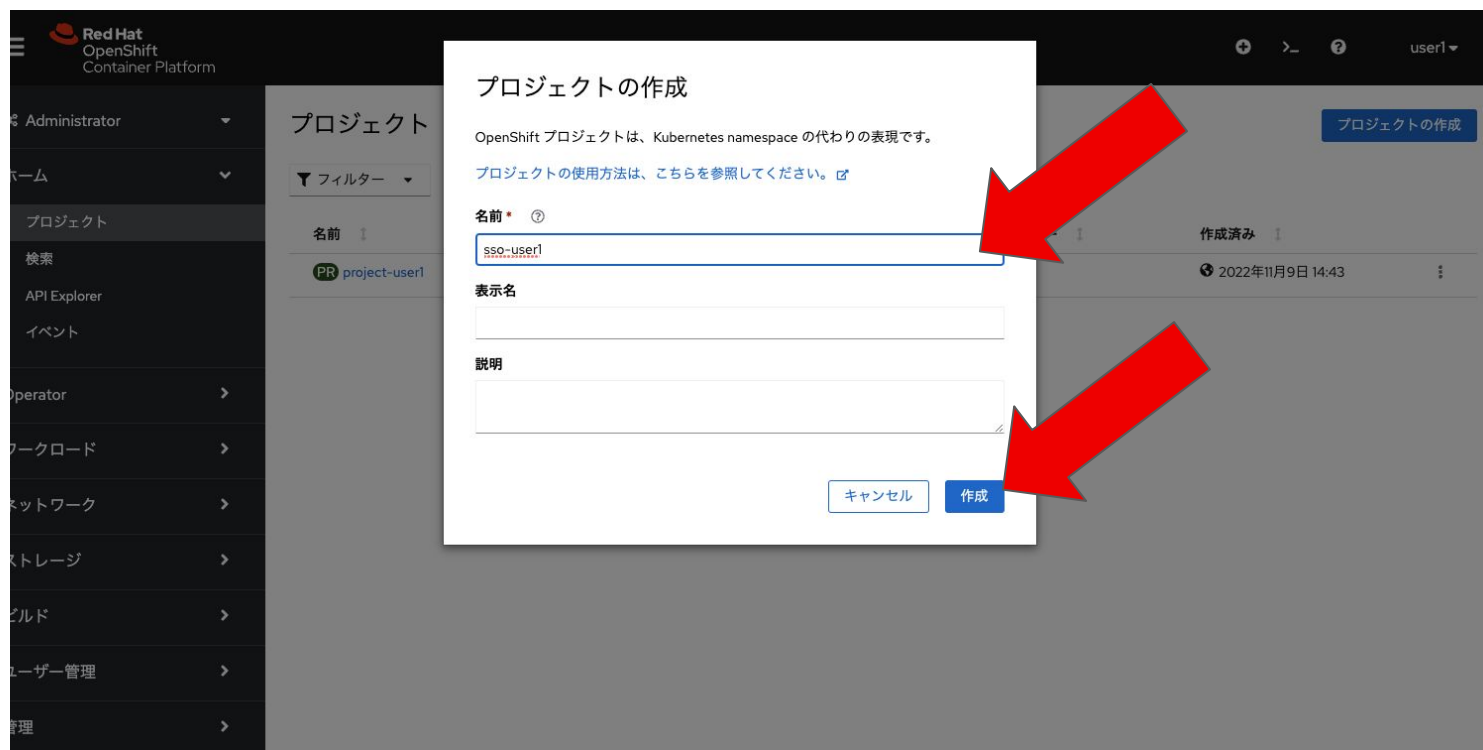 Red Hat
OpenShift
Container Platform
user1
Administrator
ホーム
プロジェクト
検索
API Explorer
イベント
Operator
ワークロード
ネットワーク
ストレージ
ビルド
ユーザー管理
管理
プロジェクト
プロジェクトの作成
フィルター
名前
作成済み
PR project-user1
2022年11月9日 14:43
プロジェクトの作成
OpenShift プロジェクトは、Kubernetes namespace の代わりの表現です。
プロジェクトの使用方法は、こちらを参照してください。
名前 *
sso-user1
表示名
説明
キャンセル
作成